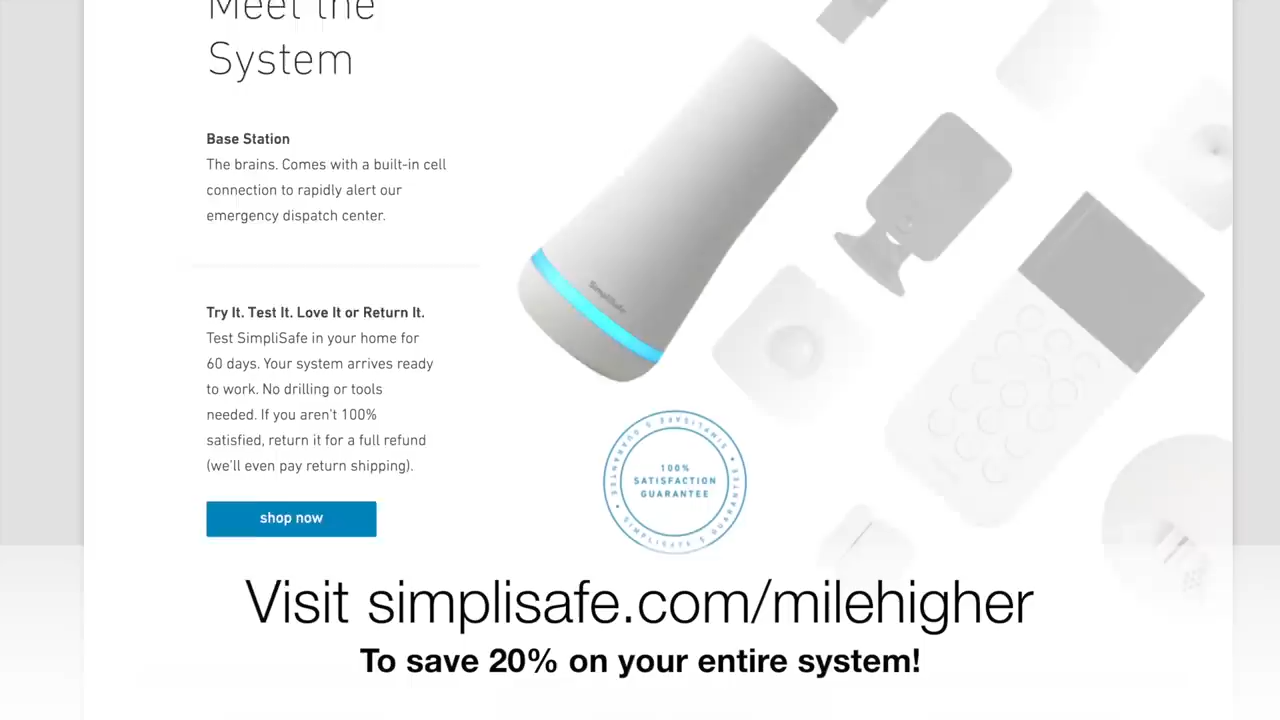 Meet the
System
Base Station
The brains. Comes with a built-in cell
connection to rapidly alert our
emergency dispatch center.
Try It. Test It. Love It or Return It.
Test SimpliSafe in your home for
60 days. Your system arrives ready
to work. No drilling or tools
needed. If you aren't 100%
satisfied, return it for a full refund
(we'll even pay return shipping).
shop now
SimpliSafe
100%
SATISFACTION
GUARANTEE
Visit simplisafe.com/milehigher
To save 20% on your entire system!